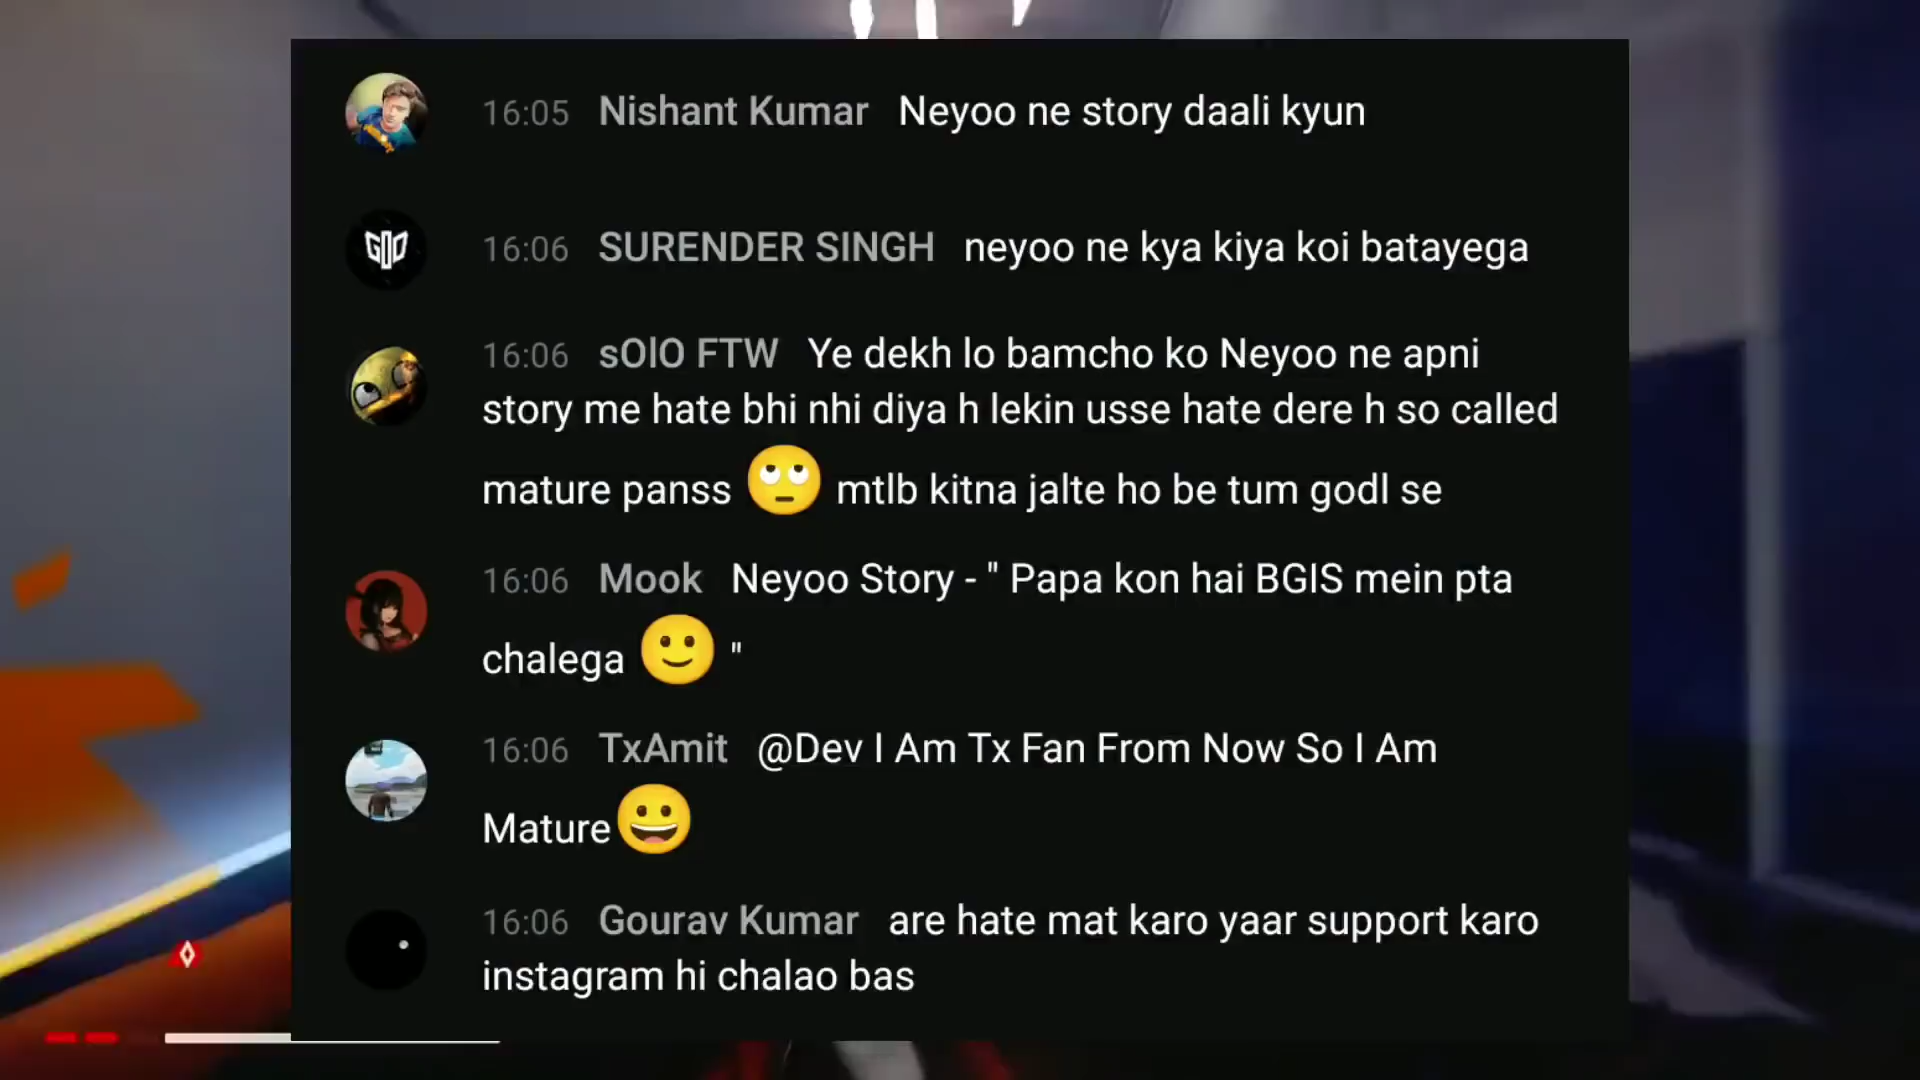 16:05 Nishant Kumar Neyoo ne story daali kyun
16:06 SURENDER SINGH neyoo ne kya kiya koi batayega
16:06 sOlO FTW Ye dekh lo bamcho ko Neyoo ne apni
story me hate bhi nhi diya h lekin usse hate dere h so called
mature panss 🙄 mtlb kitna jalte ho be tum godl se
16:06 Mook Neyoo Story - " Papa kon hai BGIS mein pta
chalega 🙂 "
16:06 TxAmit @Dev I Am Tx Fan From Now So I Am
Mature😀
16:06 Gourav Kumar are hate mat karo yaar support karo
instagram hi chalao bas